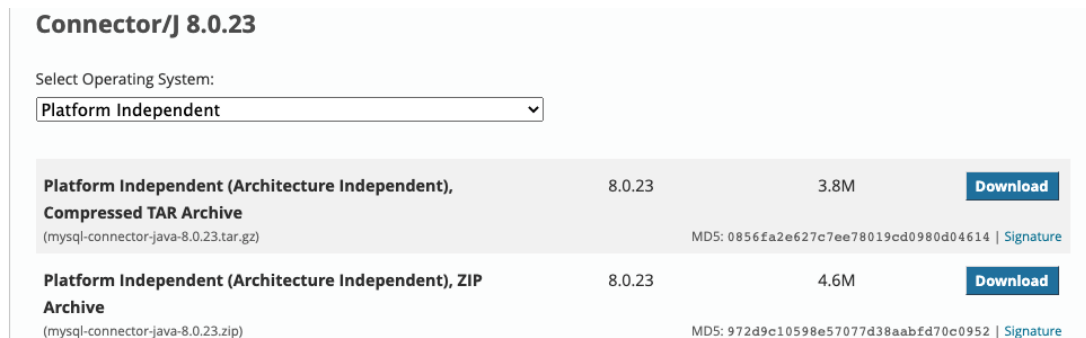 Connector/J 8.0.23
Select Operating System:
Platform Independent
Platform Independent (Architecture Independent), 8.0.23 3.8M Download
Compressed TAR Archive
(mysql-connector-java-8.0.23.tar.gz) MD5: 0856fa2e627c7ee78019cd0980d04614 | Signature
Platform Independent (Architecture Independent), ZIP 8.0.23 4.6M Download
Archive
(mysql-connector-java-8.0.23.zip) MD5: 972d9c10598e57077d38aabfd70c0952 | Signature